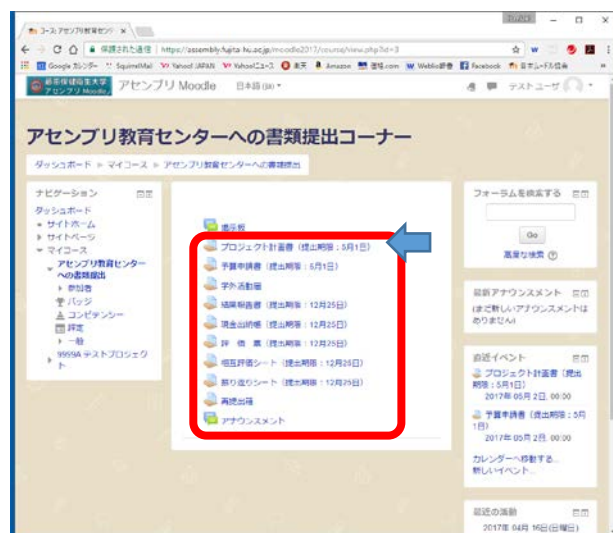 コース: アセンブリ教育セン
保護された通信 https://assembly.fujita-hu.ac.jp/moodle2017/course/view.php?id=3
Google カレンダー SquirrelMail Yahoo! JAPAN Yahoo!ニュース 楽天 Amazon 価格.com Weblio辞書 Facebook 日本ムードル協会
藤田保健衛生大学
アセンブリ Moodle
アセンブリ Moodle 日本語 (ja) テストユーザ
アセンブリ教育センターへの書類提出コーナー
ダッシュボード マイコース アセンブリ教育センターへの書類提出
ナビゲーション
ダッシュボード
サイトホーム
サイトページ
マイコース
アセンブリ教育センター
への書類提出
参加者
バッジ
コンピテンシー
評定
一般
9999A テストプロジェク
ト
掲示板
プロジェクト計画書 (提出期限:5月1日)
予算申請書 (提出期限:5月1日)
学外活動届
結果報告書 (提出期限:12月25日)
現金出納帳 (提出期限:12月25日)
評 価 票 (提出期限:12月25日)
相互評価シート (提出期限:12月25日)
振り返りシート (提出期限:12月25日)
再提出箱
アナウンスメント
フォーラムを検索する
Go
高度な検索
最新アナウンスメント
(まだ新しいアナウンスメントは
ありません)
直近イベント
プロジェクト計画書 (提出
期限:5月1日)
2017年 05月 2日, 00:00
予算申請書 (提出期限:5月
1日)
2017年 05月 2日, 00:00
カレンダーへ移動する...
新しいイベント...
最近の活動
2017年 04月 16日(日曜日)